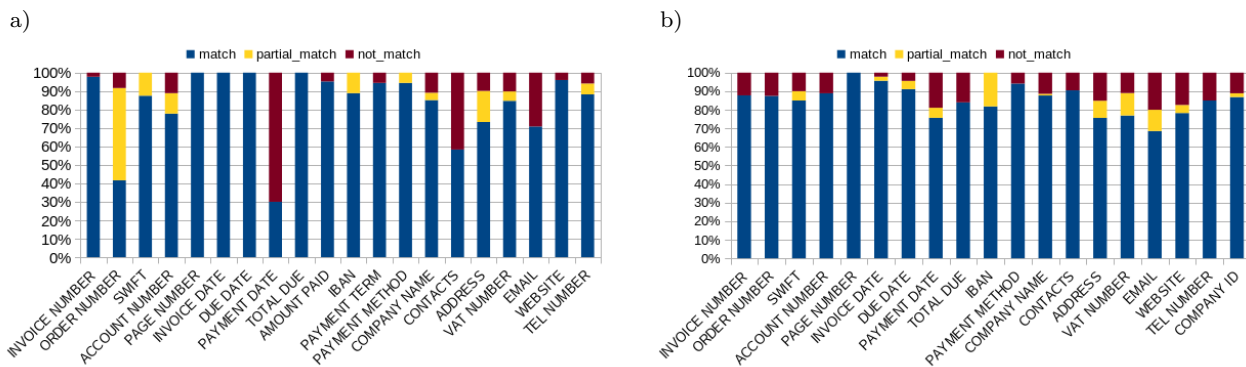 a)
match partial_match not_match
100%
90%
80%
70%
60%
50%
40%
30%
20%
10%
0%
INVOICE NUMBER
ORDER NUMBER
SWIFT
ACCOUNT NUMBER
PAGE NUMBER
INVOICE DATE
DUE DATE
PAYMENT DATE
TOTAL DUE
AMOUNT PAID
IBAN
PAYMENT TERM
PAYMENT METHOD
COMPANY NAME
CONTACTS
ADDRESS
VAT NUMBER
EMAIL
WEBSITE
TEL NUMBER
b)
match partial_match not_match
100%
90%
80%
70%
60%
50%
40%
30%
20%
10%
0%
INVOICE NUMBER
ORDER NUMBER
SWIFT
ACCOUNT NUMBER
PAGE NUMBER
INVOICE DATE
DUE DATE
PAYMENT DATE
TOTAL DUE
IBAN
PAYMENT METHOD
COMPANY NAME
CONTACTS
ADDRESS
VAT NUMBER
EMAIL
WEBSITE
TEL NUMBER
COMPANY ID